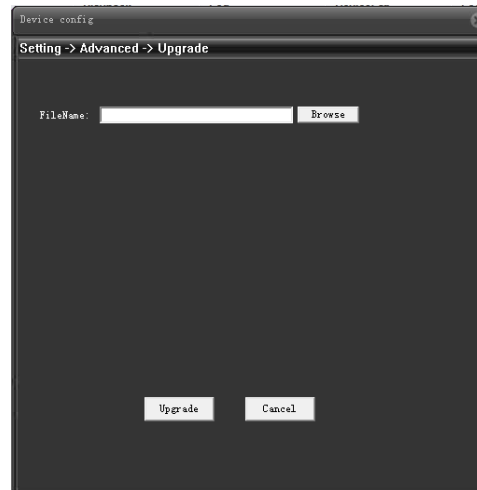 Device config
Setting -> Advanced -> Upgrade
FileName:
Browse
Upgrade
Cancel